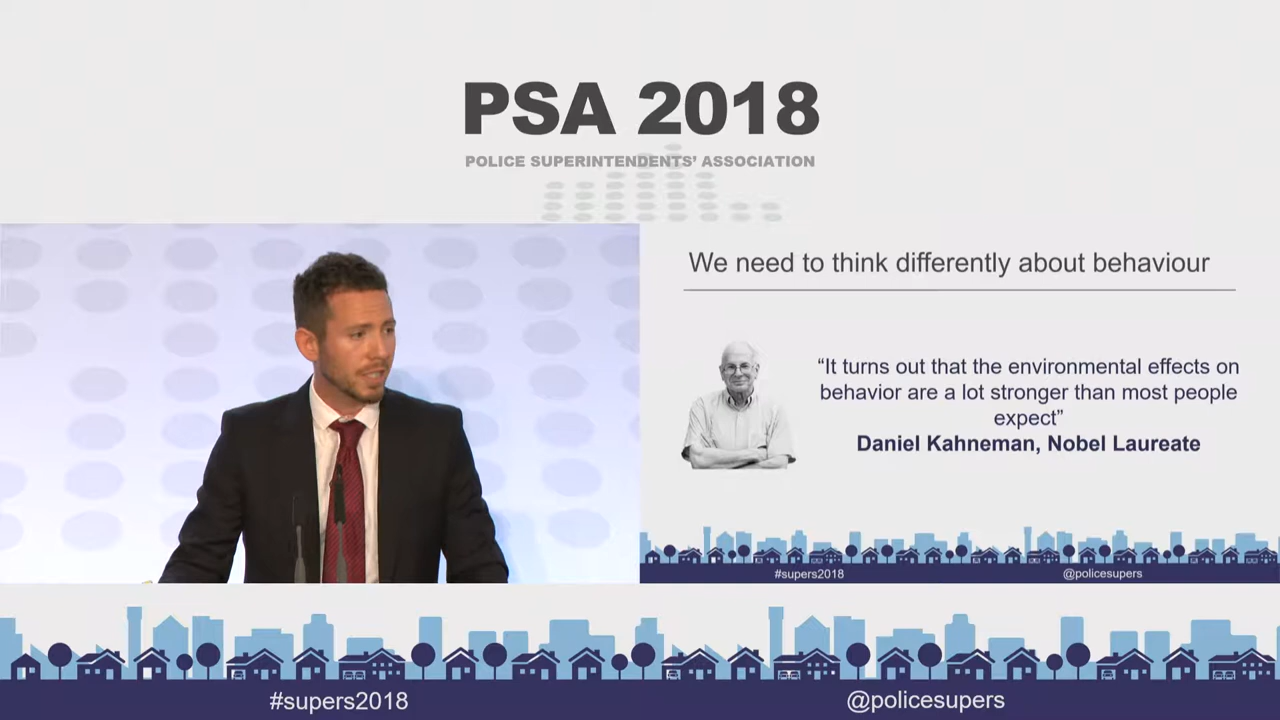 PSA 2018
POLICE SUPERINTENDENTS’ ASSOCIATION
We need to think differently about behaviour
“It turns out that the environmental effects on
behavior are a lot stronger than most people
expect”
Daniel Kahneman, Nobel Laureate
#supers2018
@policesupers
#supers2018
@policesupers